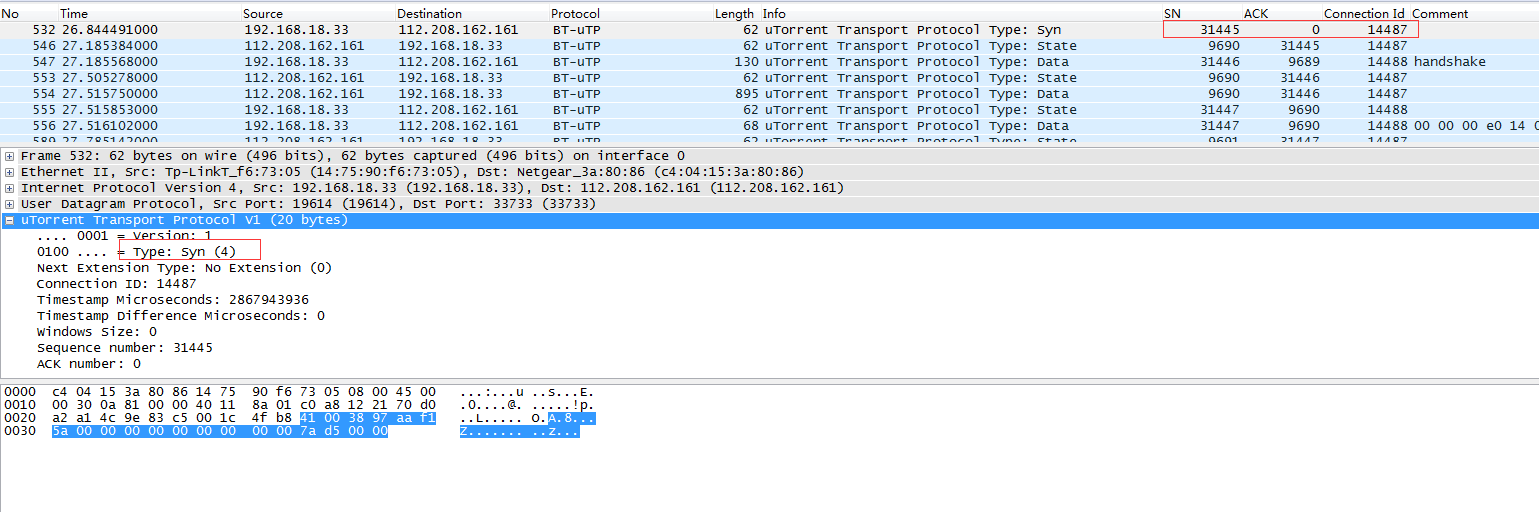 No Time Source Destination Protocol Length Info SN ACK Connection Id Comment
532 26.844491000 192.168.18.33 112.208.162.161 BT-uTP 62 uTorrent Transport Protocol Type: Syn 31445 0 14487
546 27.185384000 112.208.162.161 192.168.18.33 BT-uTP 62 uTorrent Transport Protocol Type: State 9690 31445 14487
547 27.185568000 192.168.18.33 112.208.162.161 BT-uTP 130 uTorrent Transport Protocol Type: Data 31446 9689 14488 handshake
553 27.505278000 112.208.162.161 192.168.18.33 BT-uTP 62 uTorrent Transport Protocol Type: State 9690 31446 14487
554 27.515750000 112.208.162.161 192.168.18.33 BT-uTP 895 uTorrent Transport Protocol Type: Data 9690 31446 14487
555 27.515853000 192.168.18.33 112.208.162.161 BT-uTP 62 uTorrent Transport Protocol Type: State 31447 9690 14488
556 27.516102000 192.168.18.33 112.208.162.161 BT-uTP 68 uTorrent Transport Protocol Type: Data 31447 9690 14488 00 00 00 e0 14 0
Frame 532: 62 bytes on wire (496 bits), 62 bytes captured (496 bits) on interface 0
Ethernet II, Src: Tp-LinkT_f6:73:05 (14:75:90:f6:73:05), Dst: Netgear_3a:80:86 (c4:04:15:3a:80:86)
Internet Protocol Version 4, Src: 192.168.18.33 (192.168.18.33), Dst: 112.208.162.161 (112.208.162.161)
User Datagram Protocol, Src Port: 19614 (19614), Dst Port: 33733 (33733)
uTorrent Transport Protocol V1 (20 bytes)
.... 0001 = Version: 1
0100 .... = Type: Syn (4)
Next Extension Type: No Extension (0)
Connection ID: 14487
Timestamp Microseconds: 2867943936
Timestamp Difference Microseconds: 0
Windows Size: 0
Sequence number: 31445
ACK number: 0
0000 c4 04 15 3a 80 86 14 75 90 f6 73 05 08 00 45 00 ...:...u ..s...E.
0010 00 30 0a 81 00 00 40 11 8a 01 c0 a8 12 21 70 d0 .0....@. .....!p.
0020 a2 a1 4c 9e 83 c5 00 1c 4f b8 41 00 38 97 aa f1 ..L..... O.A.8...
0030 5a 00 00 00 00 00 00 00 00 00 7a d5 00 00 Z....... ..z...